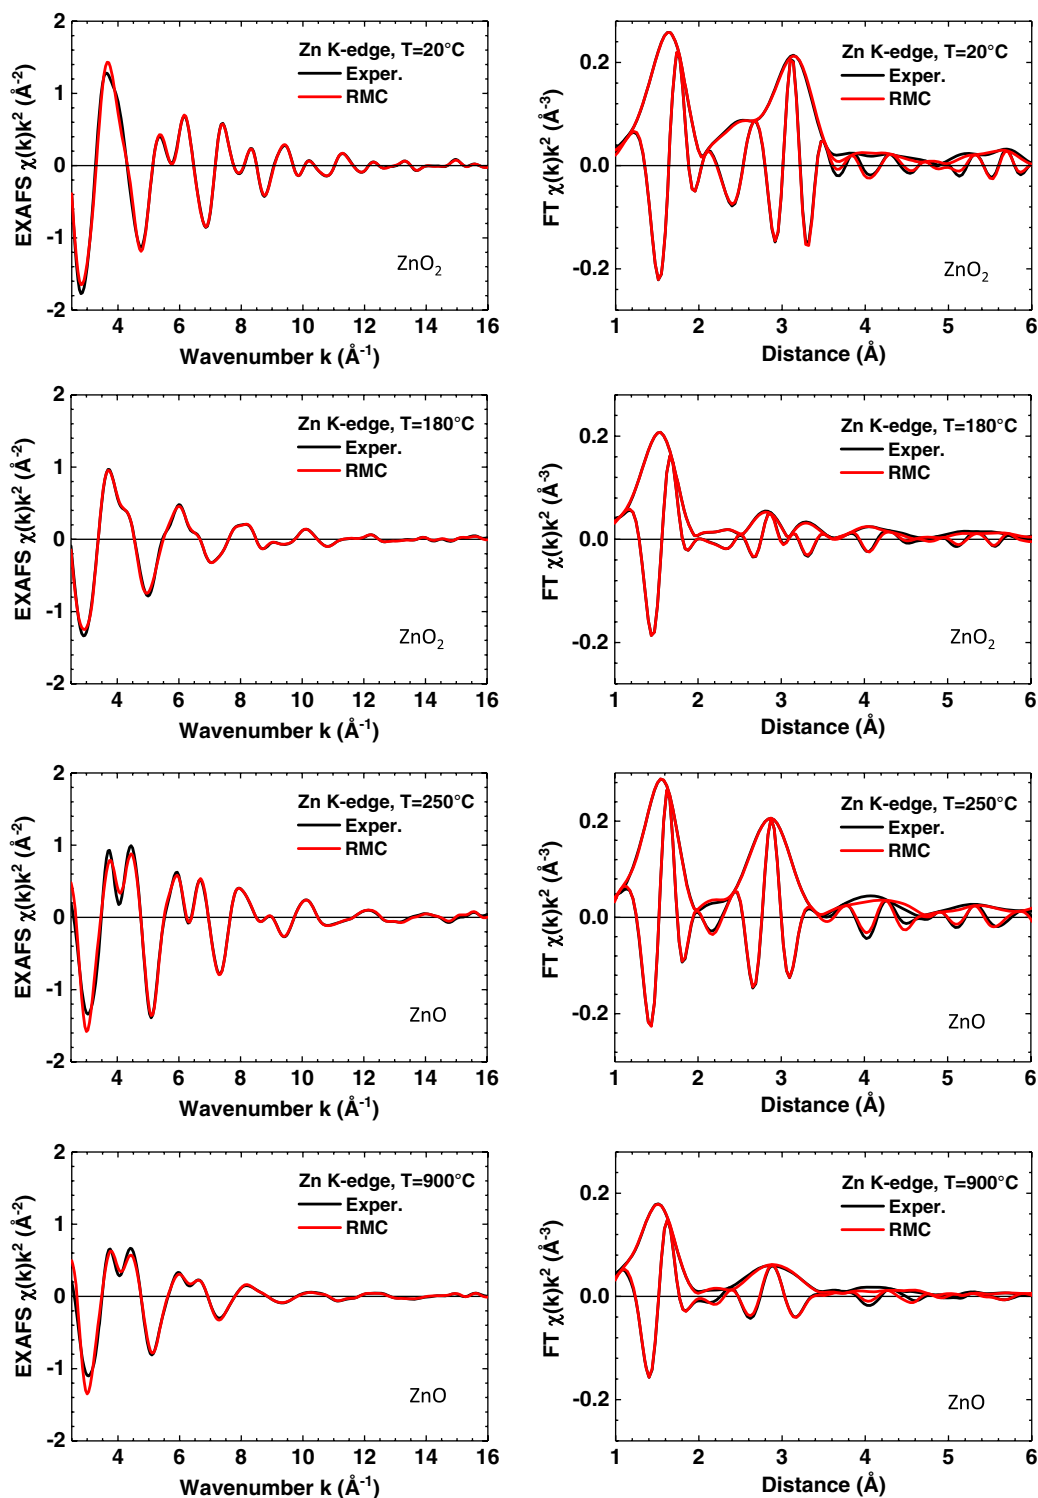 2
1
0
-1
-2
EXAFS χ(k)k² (Å⁻²)
Zn K-edge, T=20°C
Exper.
RMC
ZnO₂
4 6 8 10 12 14 16
Wavenumber k (Å⁻¹)
0.2
0.0
-0.2
FT χ(k)k² (Å⁻³)
Zn K-edge, T=20°C
Exper.
RMC
ZnO₂
1 2 3 4 5 6
Distance (Å)
2
1
0
-1
-2
EXAFS χ(k)k² (Å⁻²)
Zn K-edge, T=180°C
Exper.
RMC
ZnO₂
4 6 8 10 12 14 16
Wavenumber k (Å⁻¹)
0.2
0.0
-0.2
FT χ(k)k² (Å⁻³)
Zn K-edge, T=180°C
Exper.
RMC
ZnO₂
1 2 3 4 5 6
Distance (Å)
2
1
0
-1
-2
EXAFS χ(k)k² (Å⁻²)
Zn K-edge, T=250°C
Exper.
RMC
ZnO
4 6 8 10 12 14 16
Wavenumber k (Å⁻¹)
0.2
0.0
-0.2
FT χ(k)k² (Å⁻³)
Zn K-edge, T=250°C
Exper.
RMC
ZnO
1 2 3 4 5 6
Distance (Å)
2
1
0
-1
-2
EXAFS χ(k)k² (Å⁻²)
Zn K-edge, T=900°C
Exper.
RMC
ZnO
4 6 8 10 12 14 16
Wavenumber k (Å⁻¹)
0.2
0.0
-0.2
FT χ(k)k² (Å⁻³)
Zn K-edge, T=900°C
Exper.
RMC
ZnO
1 2 3 4 5 6
Distance (Å)